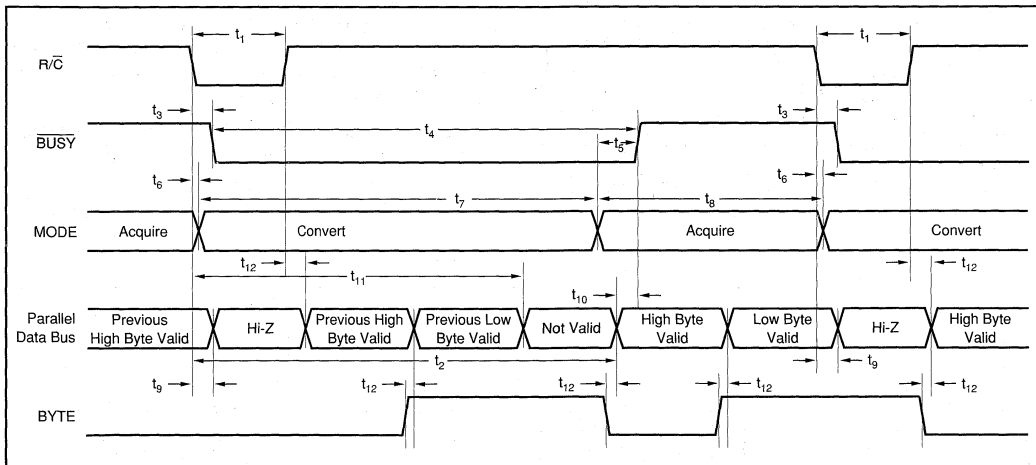 t1 t1
R/C̅
t3 t4 t3
B̅U̅S̅Y̅
t5
t6 t7 t8 t6
MODE Acquire Convert Acquire Convert
t12 t11 t12
t10
Parallel Data Bus
Previous High Byte Valid
Hi-Z
Previous High Byte Valid
Previous Low Byte Valid
Not Valid
High Byte Valid
Low Byte Valid
Hi-Z
High Byte Valid
t2
t9 t12 t12 t12 t9 t12
BYTE